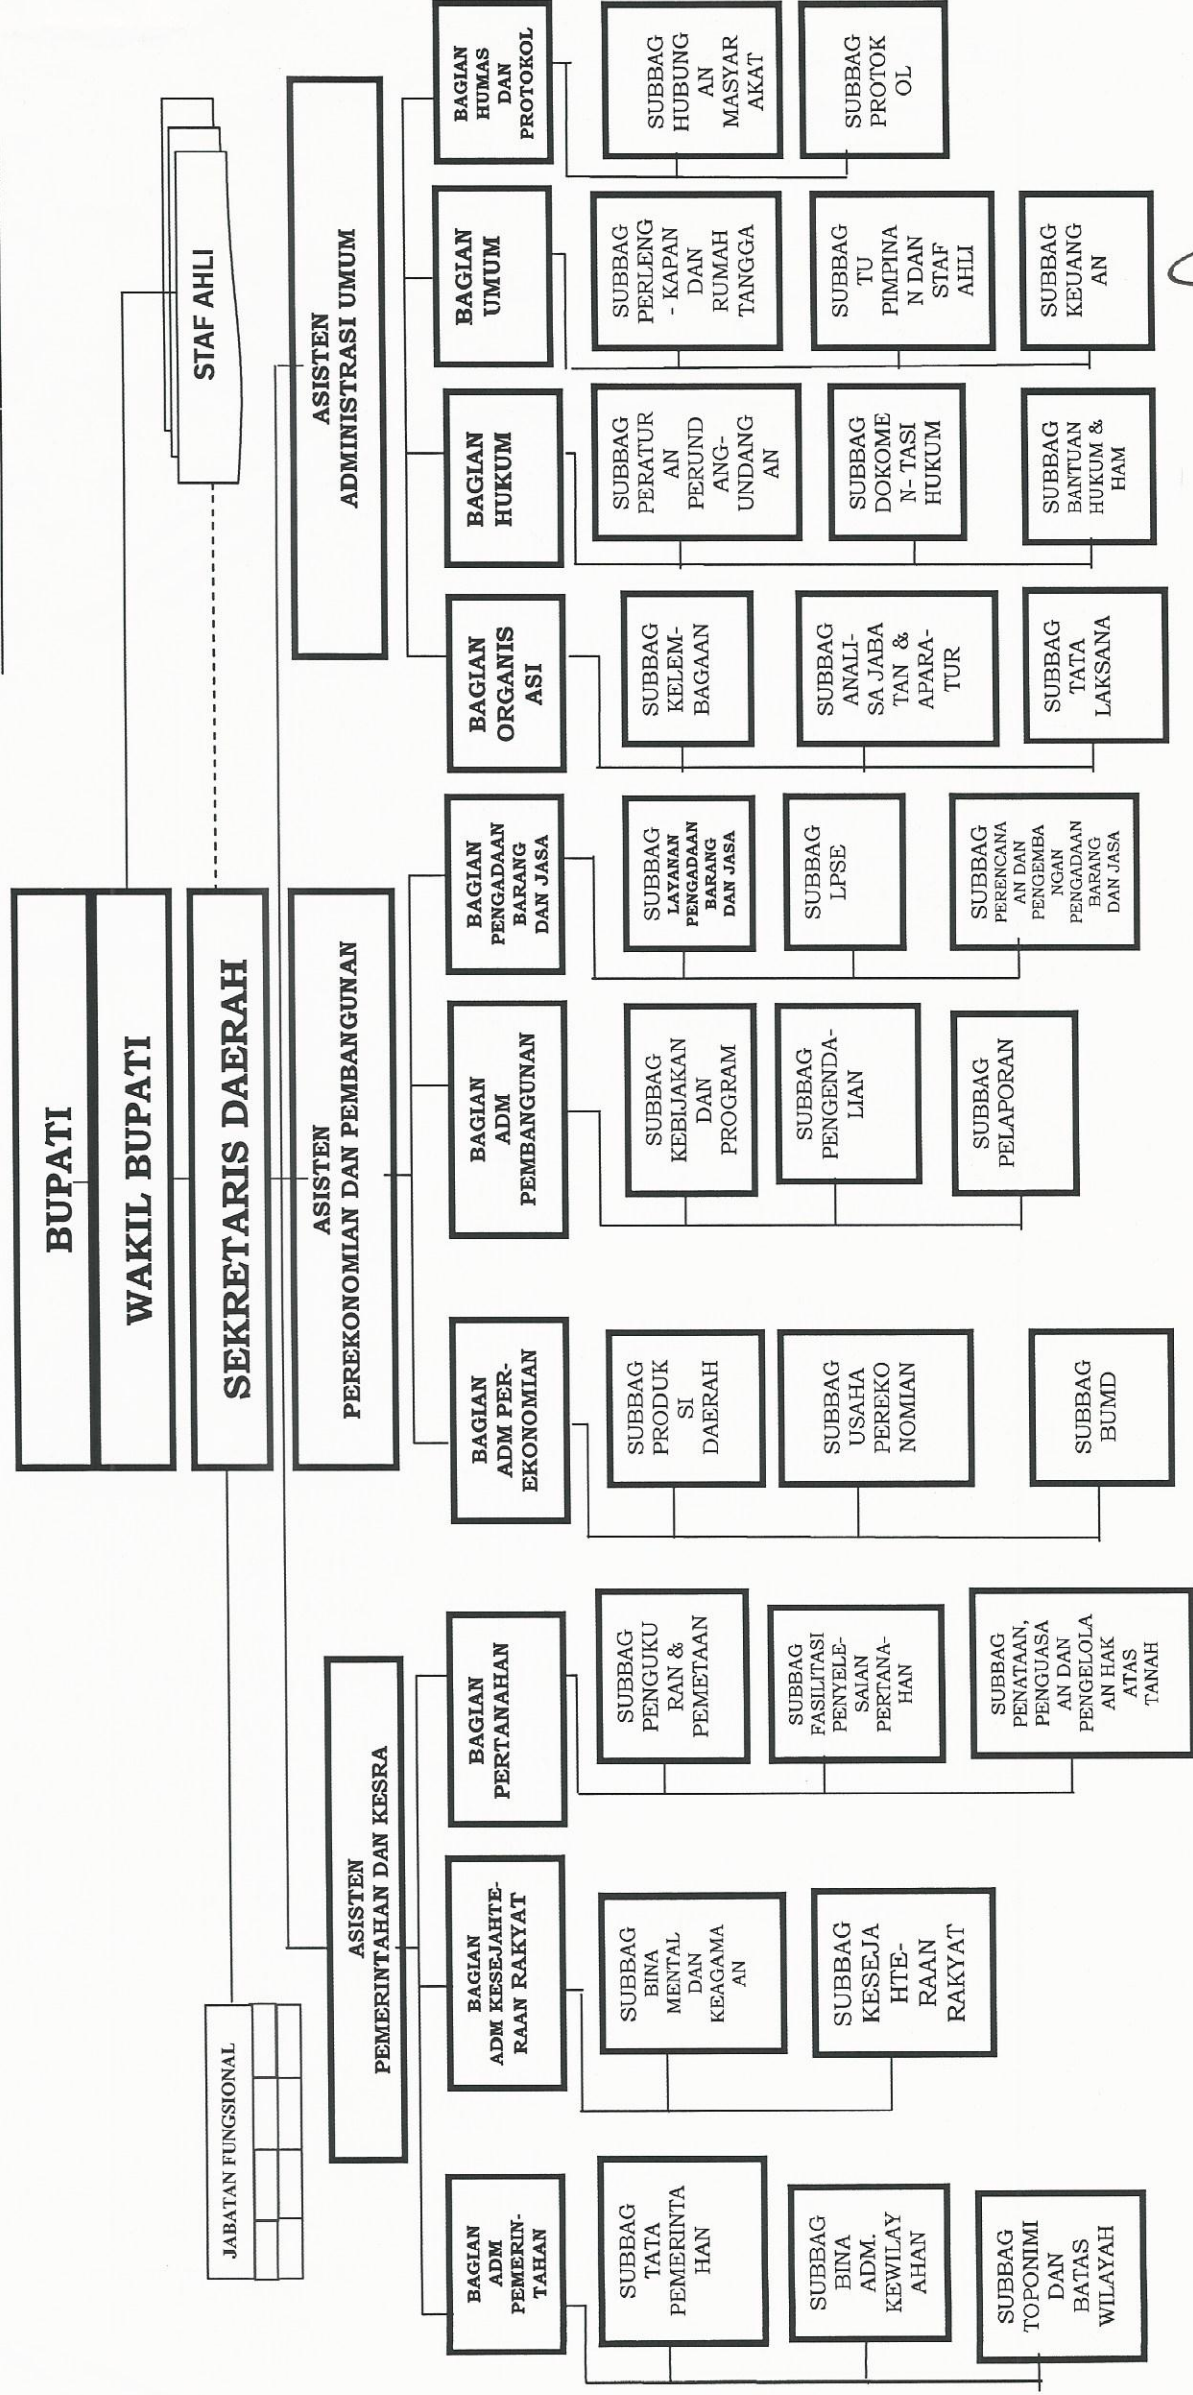 BUPATI
WAKIL BUPATI
SEKRETARIS DAERAH
STAF AHLI
JABATAN FUNGSIONAL
ASISTEN
PEMERINTAHAN DAN KESRA
ASISTEN
PEREKONOMIAN DAN PEMBANGUNAN
ASISTEN
ADMINISTRASI UMUM
BAGIAN
ADM
PEMERIN-
TAHAN
SUBBAG
TATA
PEMERINTA
HAN
SUBBAG
BINA
ADM.
KEWILAY
AHAN
SUBBAG
TOPONIMI
DAN
BATAS
WILAYAH
BAGIAN
ADM KESEJAHTE-
RAAN RAKYAT
SUBBAG
BINA
MENTAL
DAN
KEAGAMA
AN
SUBBAG
KESEJA
HTE-
RAAN
RAKYAT
BAGIAN
PERTANAHAN
SUBBAG
PENGUKU
RAN &
PEMETAAN
SUBBAG
FASILITASI
PENYELE-
SAIAN
PERTANA-
HAN
SUBBAG
PENATAAN,
PENGUASA
AN DAN
PENGELOLA
AN HAK
ATAS
TANAH
BAGIAN
ADM PER-
EKONOMIAN
SUBBAG
PRODUK
SI
DAERAH
SUBBAG
USAHA
PEREKO
NOMIAN
SUBBAG
BUMD
BAGIAN
ADM
PEMBANGUNAN
SUBBAG
KEBIJAKAN
DAN
PROGRAM
SUBBAG
PENGENDA-
LIAN
SUBBAG
PELAPORAN
BAGIAN
PENGADAAN
BARANG
DAN JASA
SUBBAG
LAYANAN
PENGADAAN
BARANG
DAN JASA
SUBBAG
LPSE
SUBBAG
PERENCANA
AN DAN
PENGEMBA
NGAN
PENGADAAN
BARANG
DAN JASA
BAGIAN
ORGANIS
ASI
SUBBAG
KELEM-
BAGAAN
SUBBAG
ANALI-
SA JABA
TAN &
APARA-
TUR
SUBBAG
TATA
LAKSANA
BAGIAN
HUKUM
SUBBAG
PERATUR
AN
PERUND
ANG-
UNDANG
AN
SUBBAG
DOKOME
N- TASI
HUKUM
SUBBAG
BANTUAN
HUKUM &
HAM
BAGIAN
UMUM
SUBBAG
PERLENG
- KAPAN
DAN
RUMAH
TANGGA
SUBBAG
TU
PIMPINA
N DAN
STAF
AHLI
SUBBAG
KEUANG
AN
BAGIAN
HUMAS
DAN
PROTOKOL
SUBBAG
HUBUNG
AN
MASYAR
AKAT
SUBBAG
PROTOK
OL